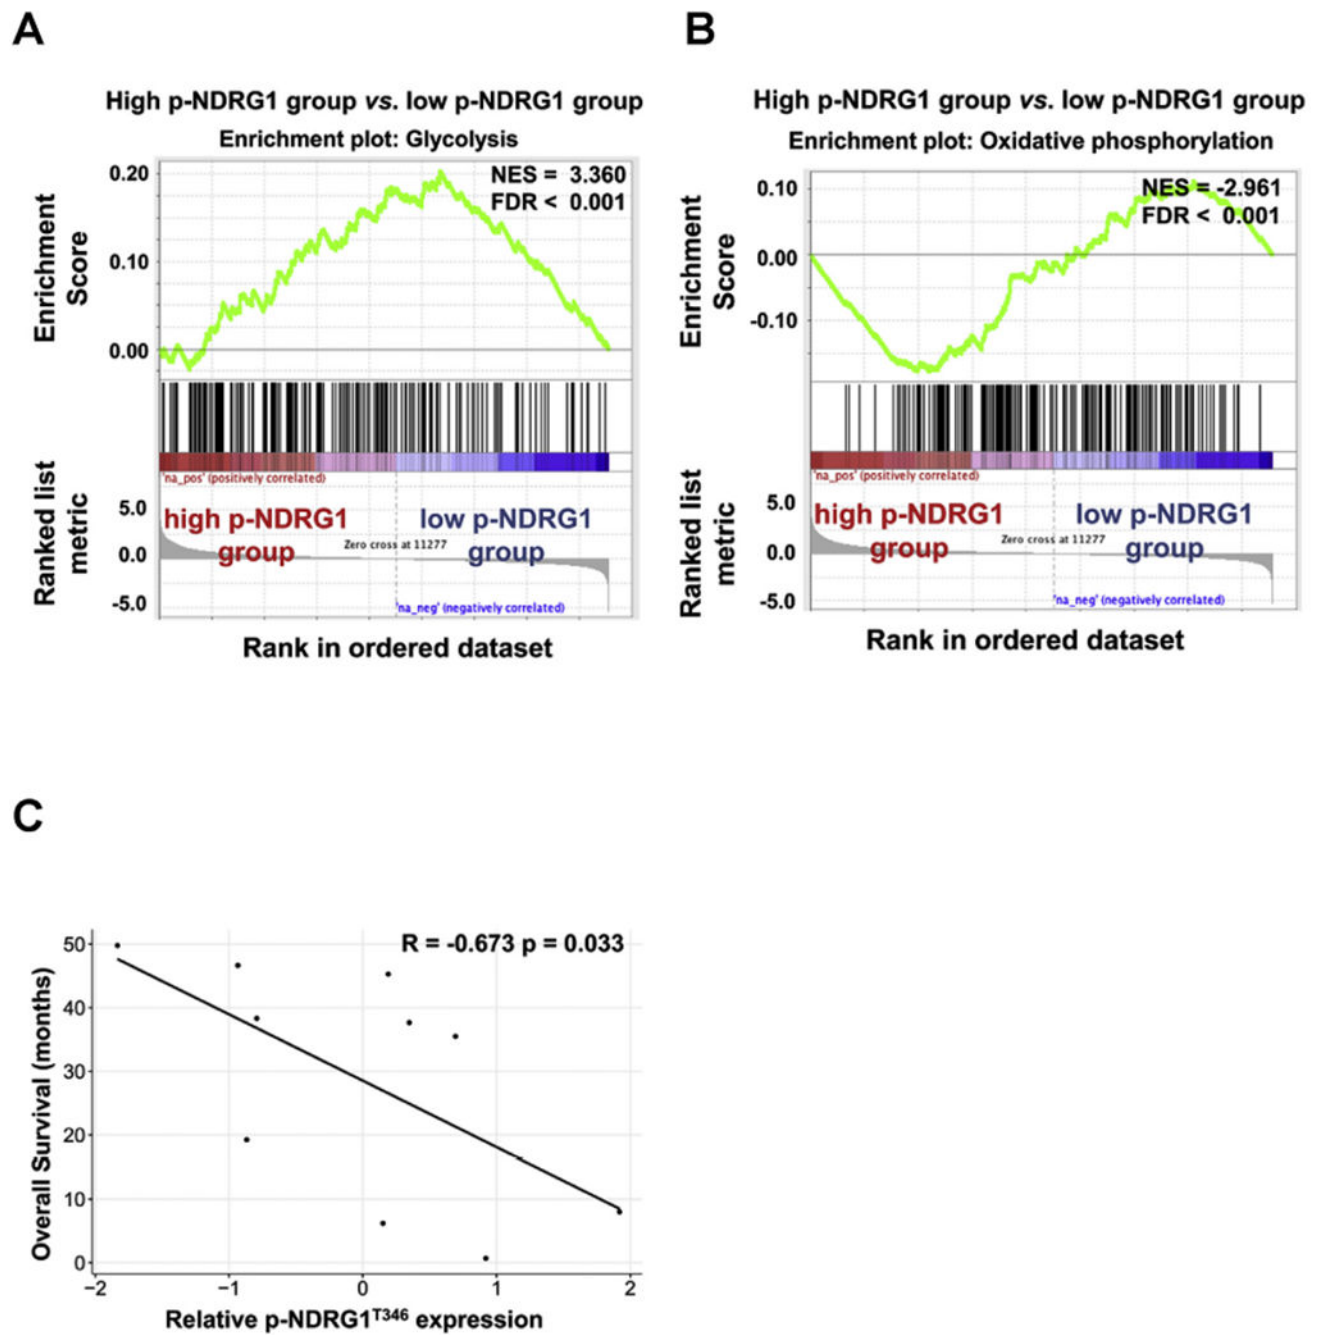 A
High p-NDRG1 group vs. low p-NDRG1 group
Enrichment plot: Glycolysis
NES = 3.360
FDR < 0.001
Enrichment
Score
0.20
0.10
0.00
'na_pos' (positively correlated)
high p-NDRG1
group
low p-NDRG1
group
Zero cross at 11277
'na_neg' (negatively correlated)
Ranked list
metric
5.0
0.0
-5.0
Rank in ordered dataset
B
High p-NDRG1 group vs. low p-NDRG1 group
Enrichment plot: Oxidative phosphorylation
NES = -2.961
FDR < 0.001
Enrichment
Score
0.10
0.00
-0.10
'na_pos' (positively correlated)
high p-NDRG1
group
low p-NDRG1
group
Zero cross at 11277
'na_neg' (negatively correlated)
Ranked list
metric
5.0
0.0
-5.0
Rank in ordered dataset
C
R = -0.673 p = 0.033
Overall Survival (months)
50
40
30
20
10
0
−2 −1 0 1 2
Relative p-NDRG1ᵀ³⁴⁶ expression